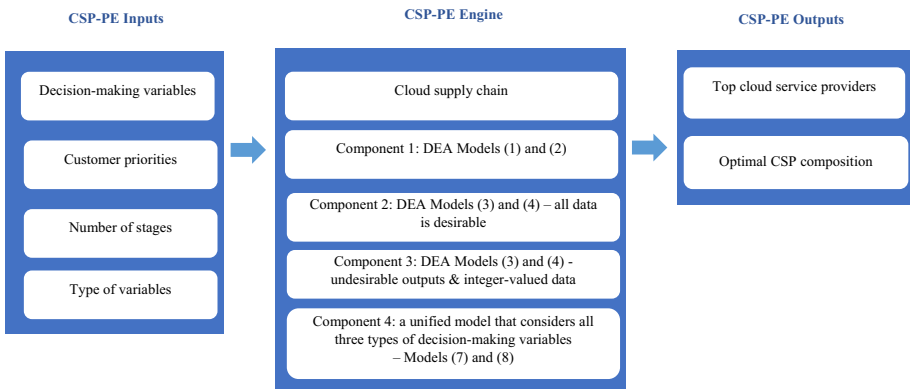 CSP-PE Inputs
CSP-PE Engine
CSP-PE Outputs
Decision-making variables
Customer priorities
Number of stages
Type of variables
Cloud supply chain
Component 1: DEA Models (1) and (2)
Component 2: DEA Models (3) and (4) – all data
is desirable
Component 3: DEA Models (3) and (4) -
undesirable outputs & integer-valued data
Component 4: a unified model that considers all
three types of decision-making variables
– Models (7) and (8)
Top cloud service providers
Optimal CSP composition